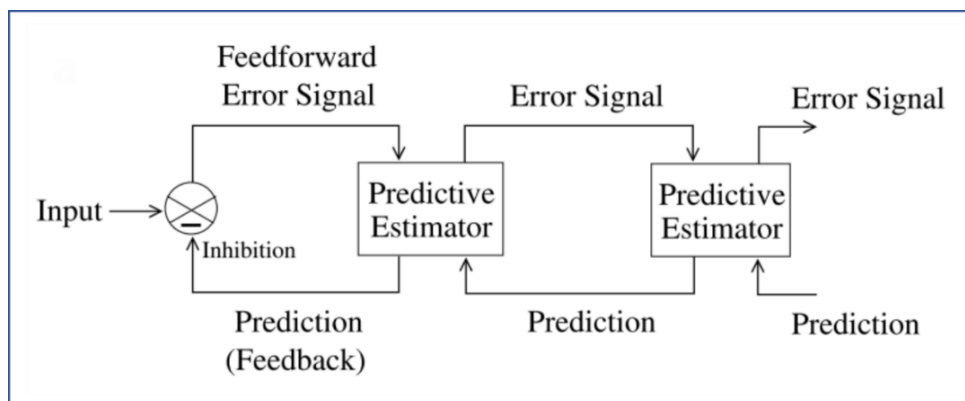 Feedforward
Error Signal
Error Signal
Error Signal
Input
Predictive
Estimator
Predictive
Estimator
Inhibition
Prediction
(Feedback)
Prediction
Prediction